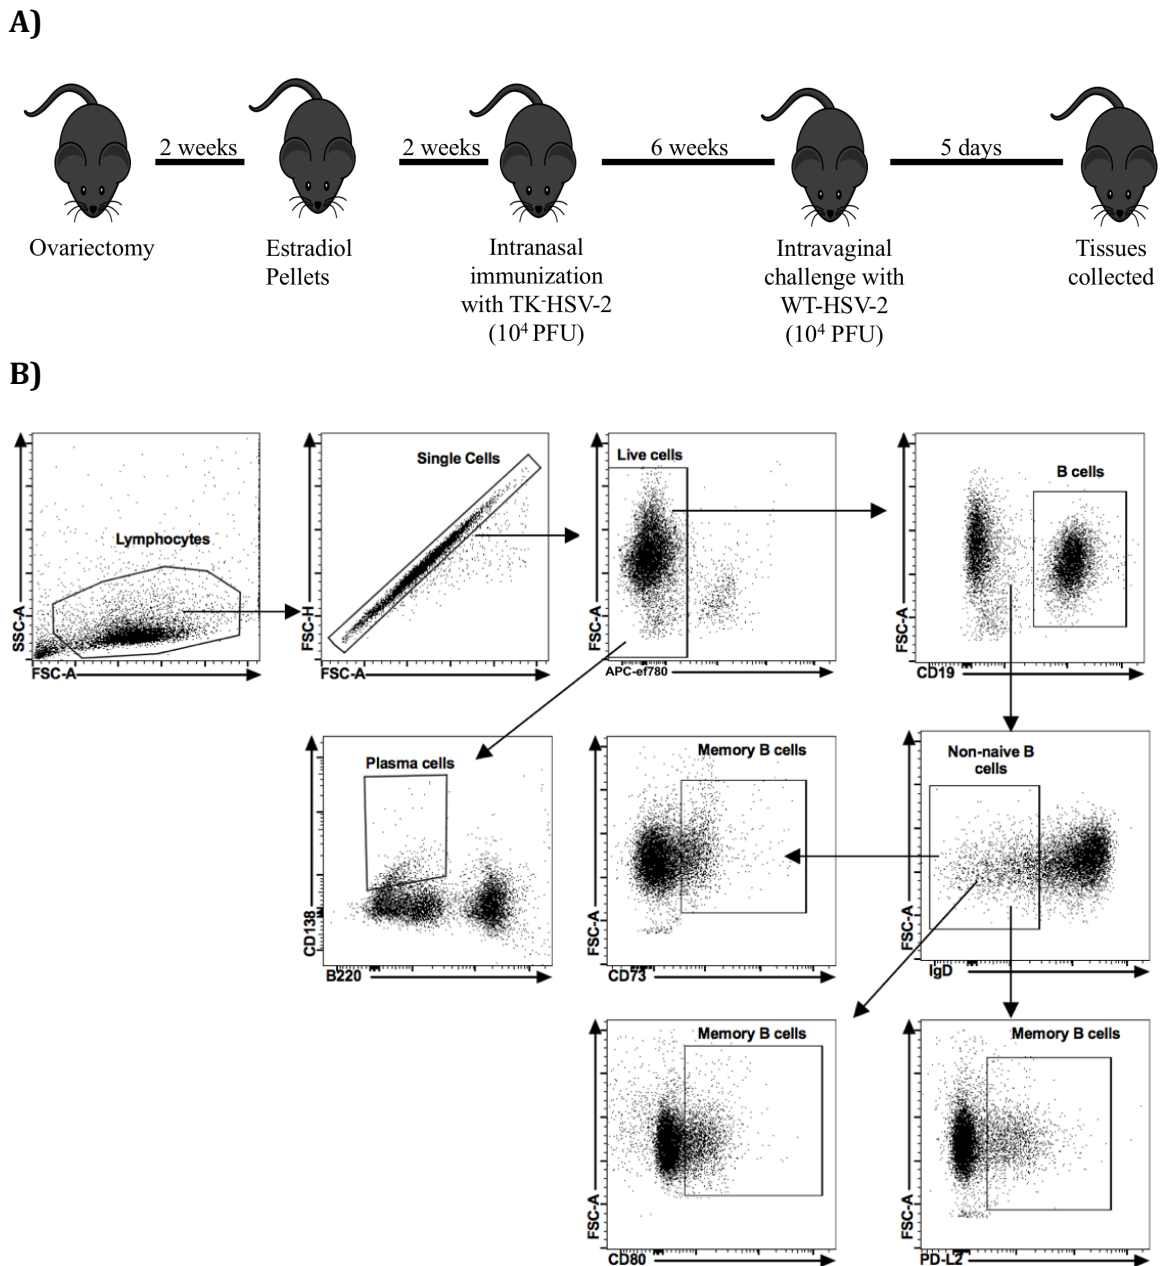 A)
2 weeks
2 weeks
6 weeks
5 days
Ovariectomy
Estradiol
Pellets
Intranasal
immunization
with TK⁻HSV-2
(10⁴ PFU)
Intravaginal
challenge with
WT-HSV-2
(10⁴ PFU)
Tissues
collected
B)
SSC-A
Lymphocytes
FSC-A
FSC-H
Single Cells
FSC-A
FSC-A
Live cells
APC-ef780
FSC-A
B cells
CD19
CD138
Plasma cells
B220
FSC-A
Memory B cells
CD73
FSC-A
Non-naive B
cells
IgD
FSC-A
Memory B cells
CD80
FSC-A
Memory B cells
PD-L2